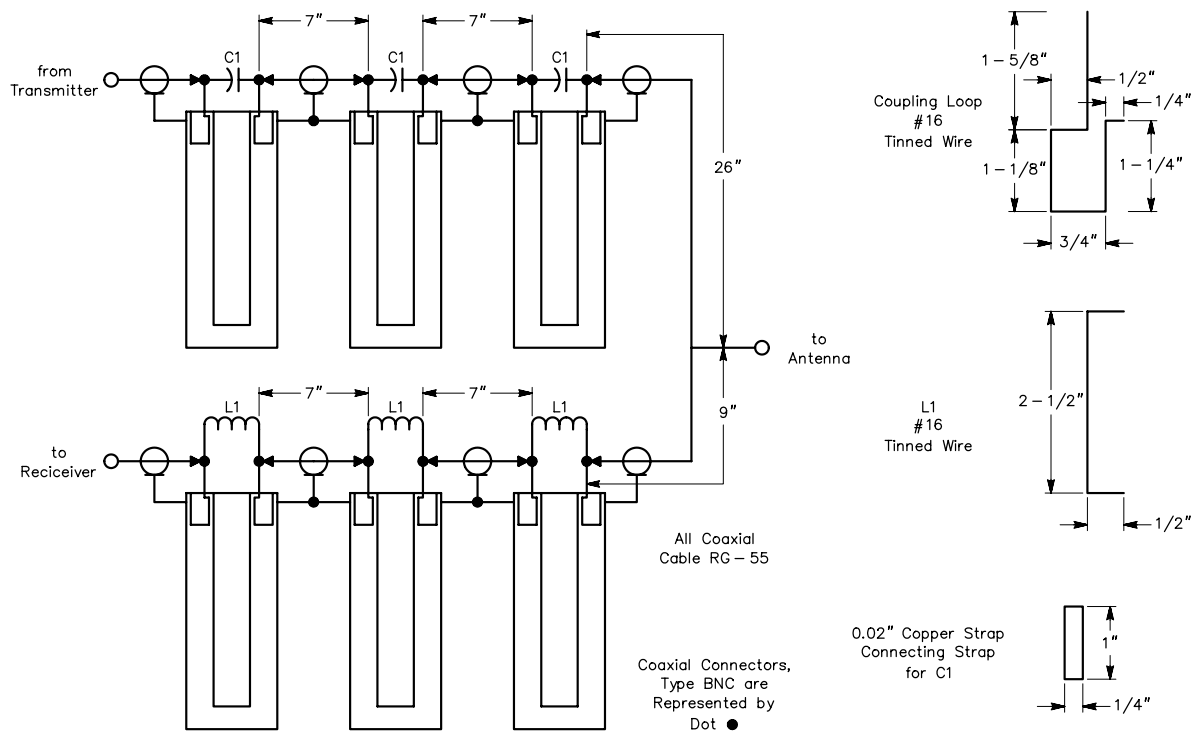 7"
7"
C1
C1
C1
from
Transmitter
26"
to
Antenna
9"
7"
7"
L1
L1
L1
to
Reciceiver
All Coaxial
Cable RG-55
Coaxial Connectors,
Type BNC are
Represented by
Dot ●
1-5/8"
1/2"
1/4"
Coupling Loop
#16
Tinned Wire
1-1/8"
1-1/4"
3/4"
2-1/2"
L1
#16
Tinned Wire
1/2"
0.02" Copper Strap
Connecting Strap
for C1
1"
1/4"